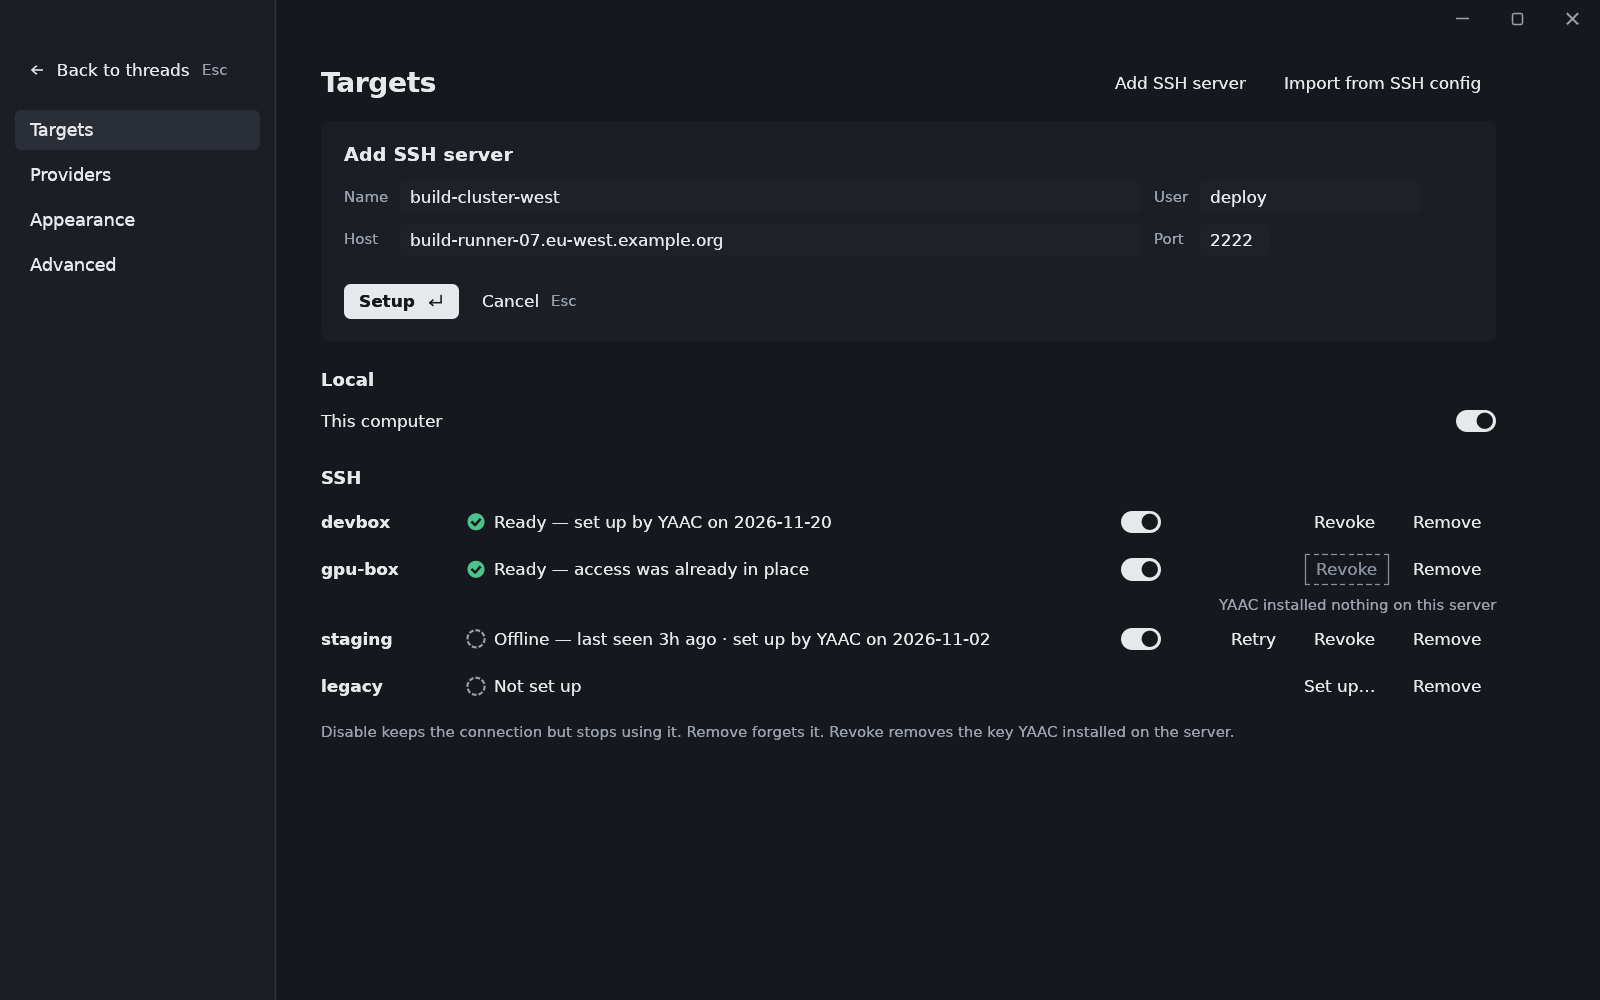 Back to threads Esc
Targets
Providers
Appearance
Advanced
Targets Add SSH server Import from SSH config
Add SSH server
Name build-cluster-west User deploy
Host build-runner-07.eu-west.example.org Port 2222
Setup Cancel Esc
Local
This computer
SSH
devbox Ready — set up by YAAC on 2026-11-20 Revoke Remove
gpu-box Ready — access was already in place Revoke Remove
YAAC installed nothing on this server
staging Offline — last seen 3h ago · set up by YAAC on 2026-11-02 Retry Revoke Remove
legacy Not set up Set up… Remove
Disable keeps the connection but stops using it. Remove forgets it. Revoke removes the key YAAC installed on the server.